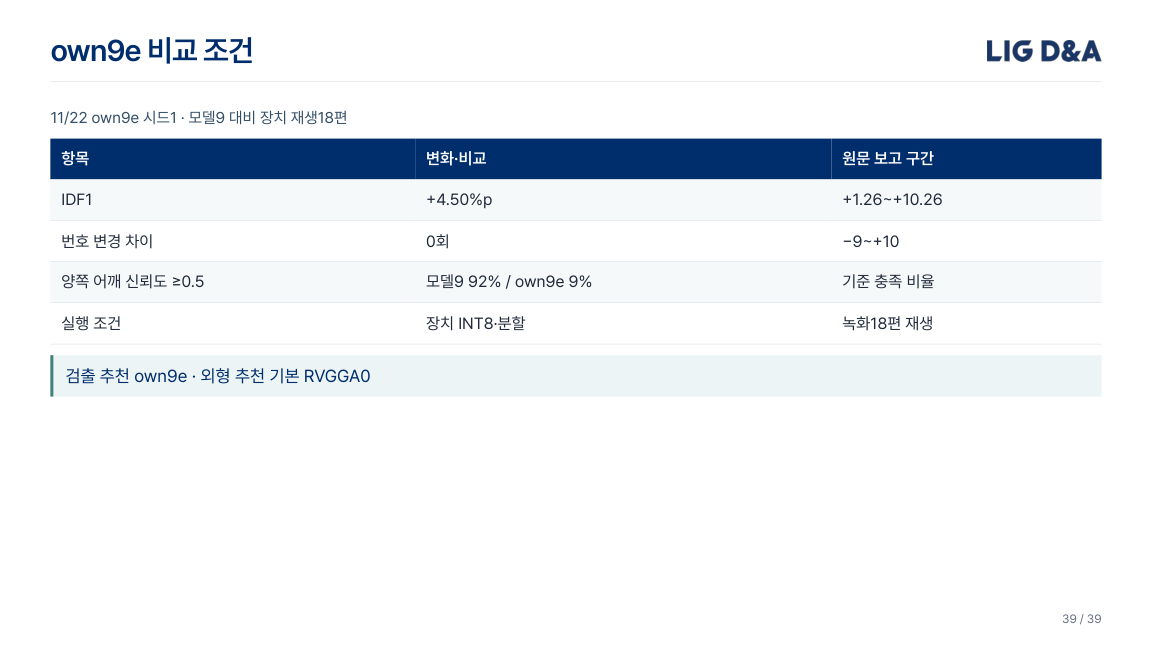 own9e 비교 조건
LIG D&A
11/22 own9e 시드1 · 모델9 대비 장치 재생18편
항목 변화·비교 원문 보고 구간
IDF1 +4.50%p +1.26~+10.26
번호 변경 차이 0회 −9~+10
양쪽 어깨 신뢰도 ≥0.5 모델9 92% / own9e 9% 기준 충족 비율
실행 조건 장치 INT8·분할 녹화18편 재생
검출 추천 own9e · 외형 추천 기본 RVGGA0
39 / 39